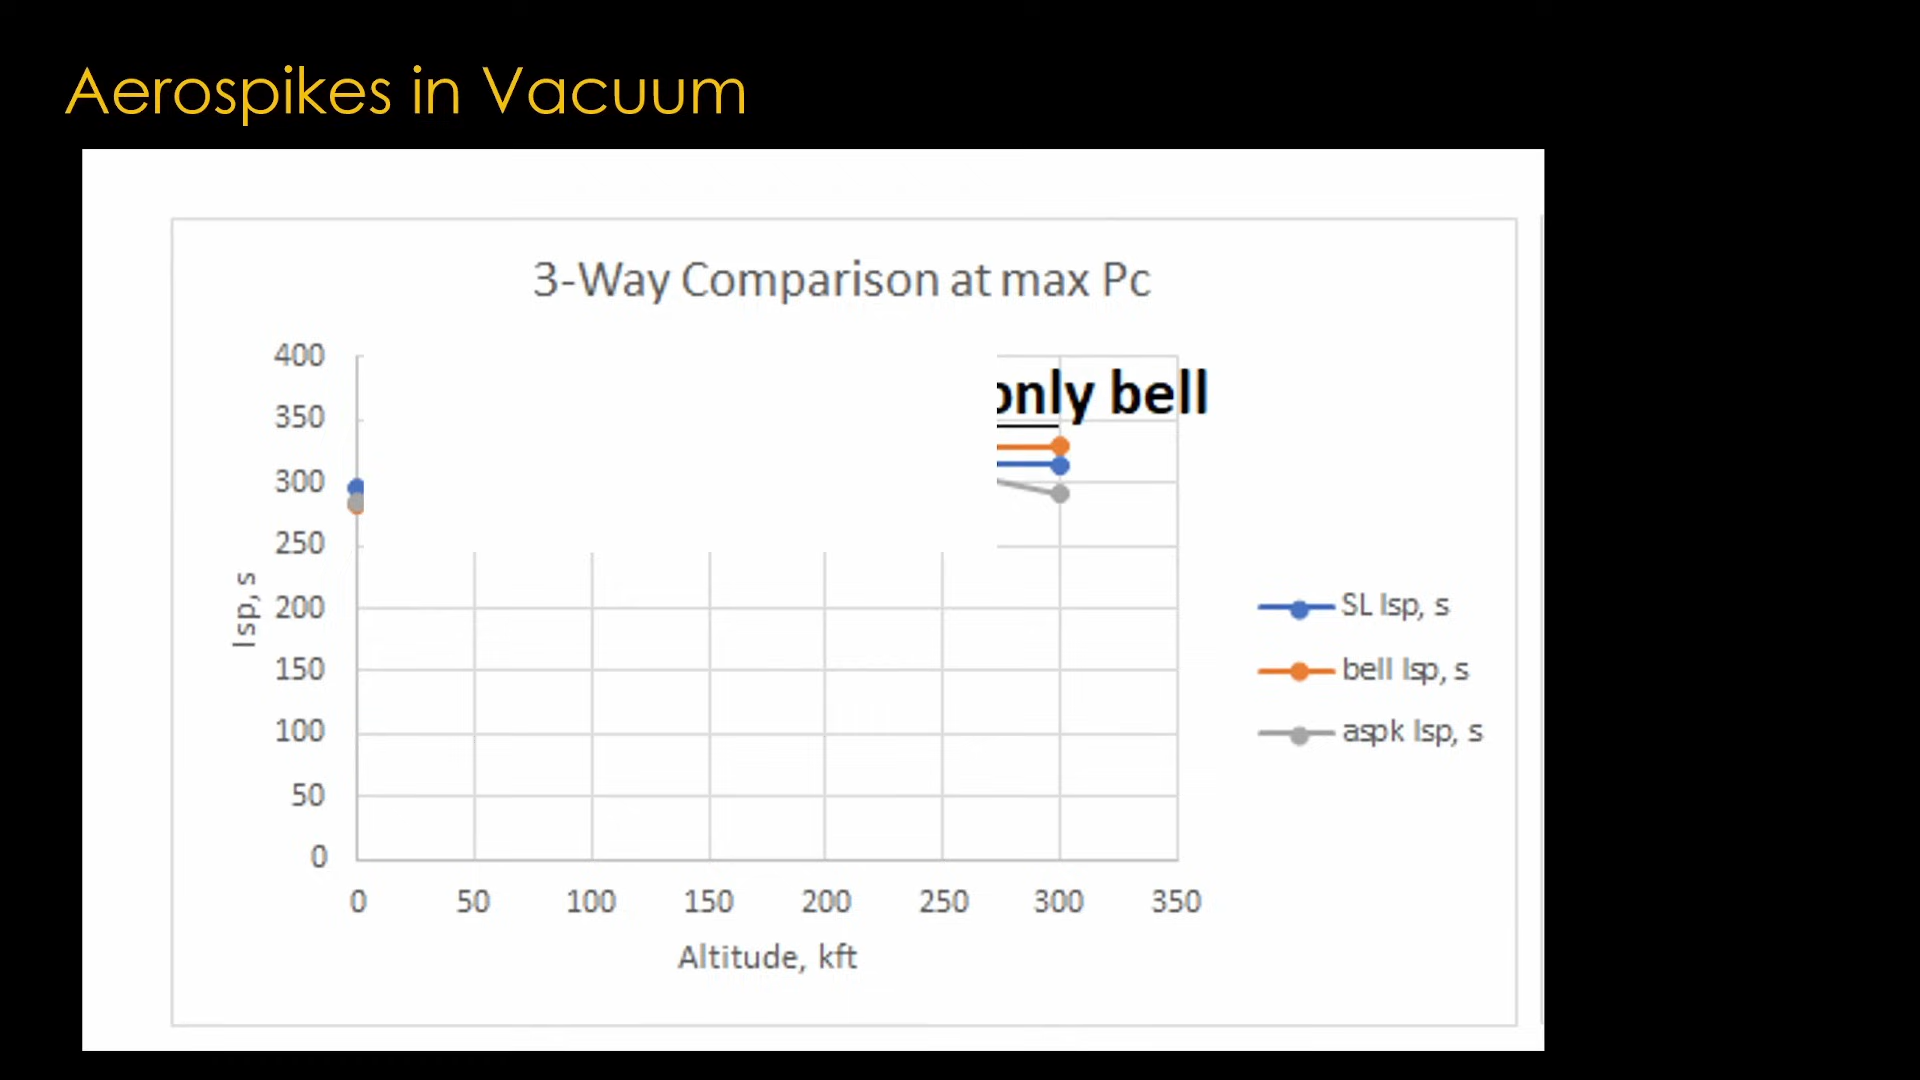 Aerospikes in Vacuum
3-Way Comparison at max Pc
400
only bell
350
300
250
Isp, s
200
150
100
50
0
SL Isp, s
bell Isp, s
aspk Isp, s
0 50 100 150 200 250 300 350
Altitude, kft